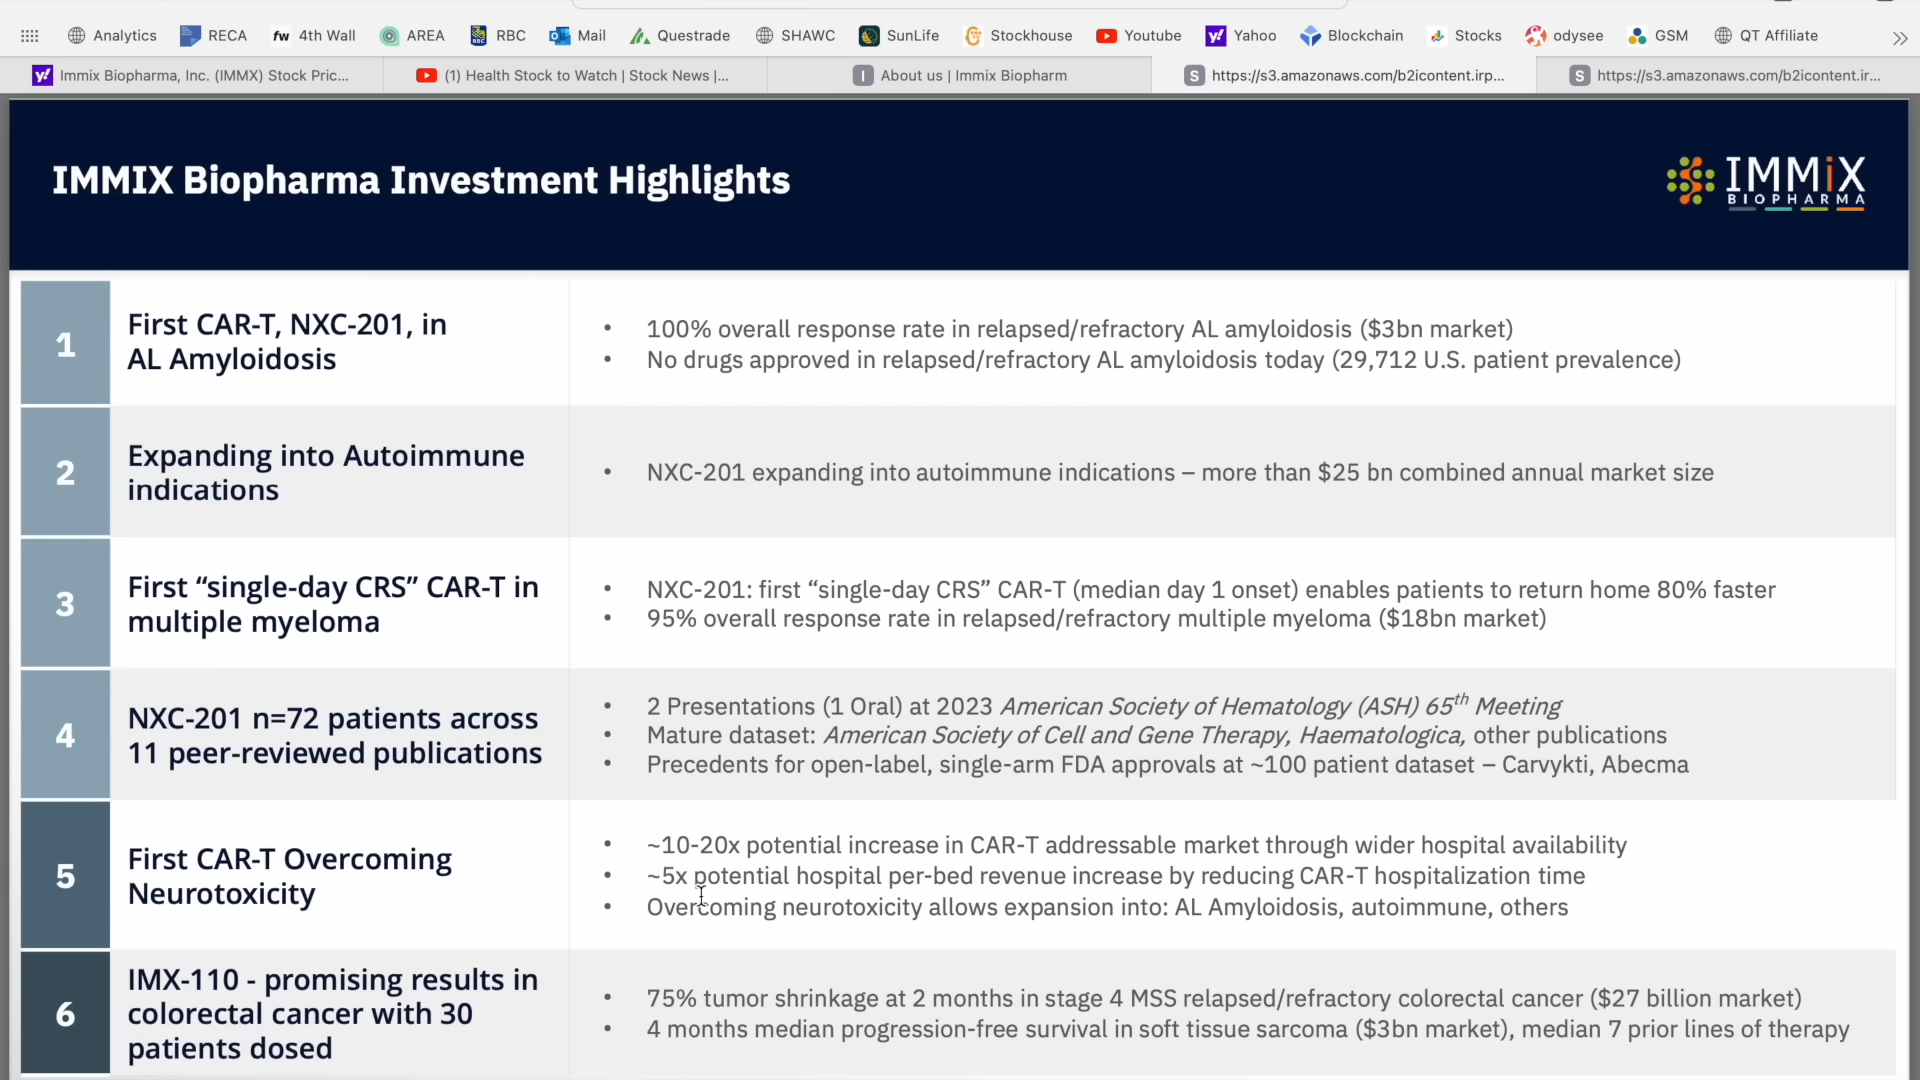 Analytics RECA fw 4th Wall AREA RBC Mail Questrade SHAWC SunLife Stockhouse Youtube y! Yahoo Blockchain Stocks odysee GSM QT Affiliate
y! Immix Biopharma, Inc. (IMMX) Stock Pric... (1) Health Stock to Watch | Stock News |... I About us | Immix Biopharm S https://s3.amazonaws.com/b2icontent.irp... S https://s3.amazonaws.com/b2icontent.ir...
IMMIX Biopharma Investment Highlights
IMMiX
BIOPHARMA
1
First CAR-T, NXC-201, in
AL Amyloidosis
• 100% overall response rate in relapsed/refractory AL amyloidosis ($3bn market)
• No drugs approved in relapsed/refractory AL amyloidosis today (29,712 U.S. patient prevalence)
2
Expanding into Autoimmune
indications
• NXC-201 expanding into autoimmune indications – more than $25 bn combined annual market size
3
First “single-day CRS” CAR-T in
multiple myeloma
• NXC-201: first “single-day CRS” CAR-T (median day 1 onset) enables patients to return home 80% faster
• 95% overall response rate in relapsed/refractory multiple myeloma ($18bn market)
4
NXC-201 n=72 patients across
11 peer-reviewed publications
• 2 Presentations (1 Oral) at 2023 American Society of Hematology (ASH) 65th Meeting
• Mature dataset: American Society of Cell and Gene Therapy, Haematologica, other publications
• Precedents for open-label, single-arm FDA approvals at ~100 patient dataset – Carvykti, Abecma
5
First CAR-T Overcoming
Neurotoxicity
• ~10-20x potential increase in CAR-T addressable market through wider hospital availability
• ~5x potential hospital per-bed revenue increase by reducing CAR-T hospitalization time
• Overcoming neurotoxicity allows expansion into: AL Amyloidosis, autoimmune, others
6
IMX-110 - promising results in
colorectal cancer with 30
patients dosed
• 75% tumor shrinkage at 2 months in stage 4 MSS relapsed/refractory colorectal cancer ($27 billion market)
• 4 months median progression-free survival in soft tissue sarcoma ($3bn market), median 7 prior lines of therapy